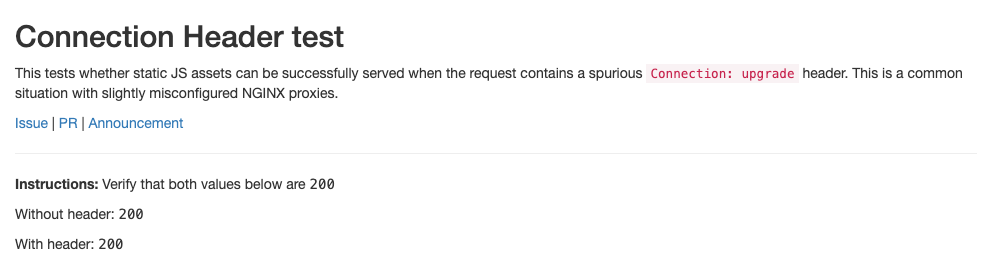 Connection Header test
This tests whether static JS assets can be successfully served when the request contains a spurious Connection: upgrade header. This is a common
situation with slightly misconfigured NGINX proxies.
Issue | PR | Announcement
Instructions: Verify that both values below are 200
Without header: 200
With header: 200